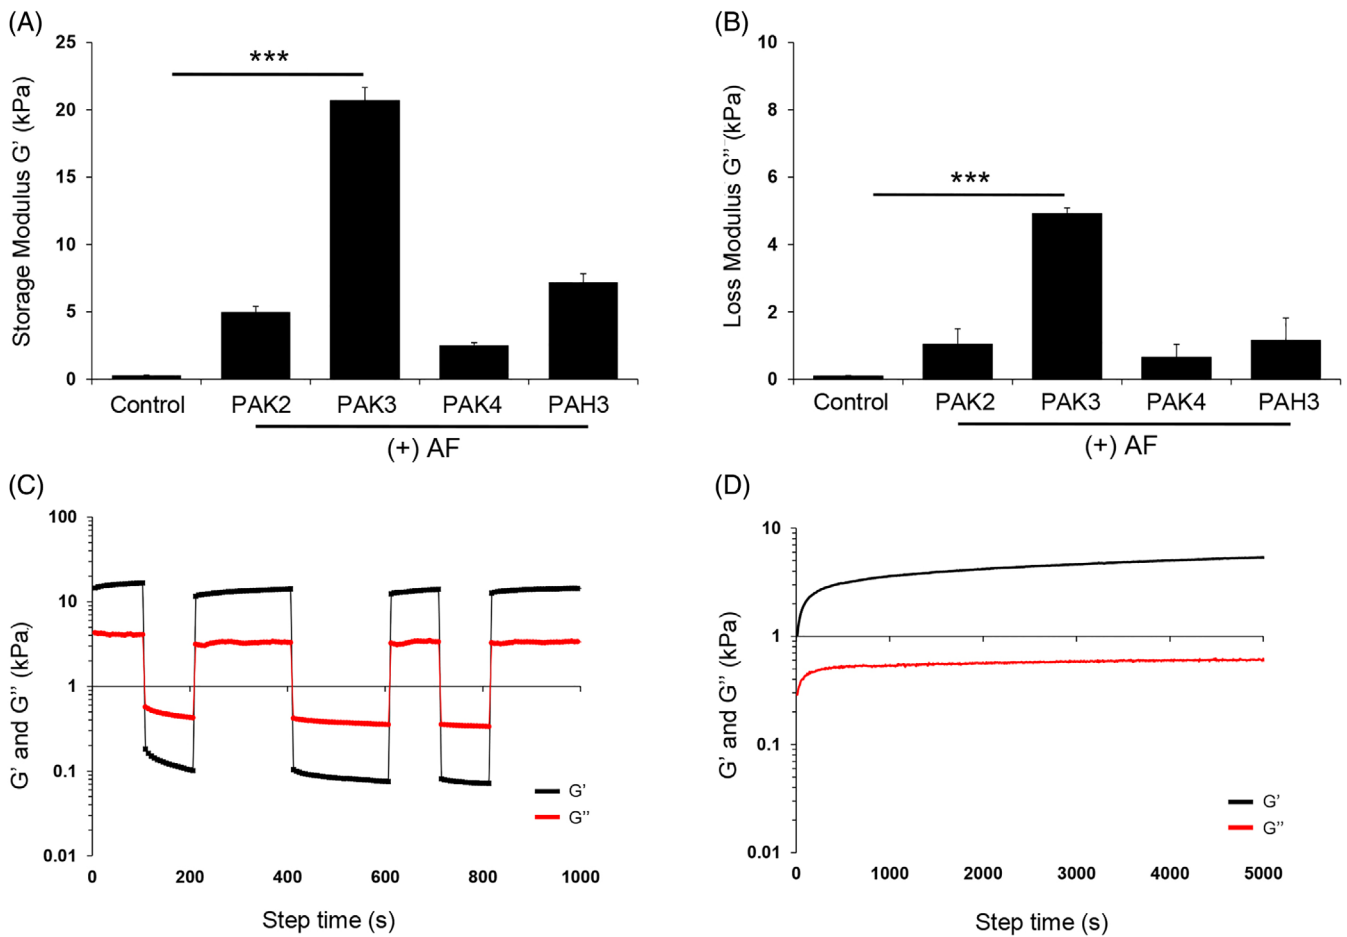 (A)
Storage Modulus G’ (kPa)
25
20
15
10
5
0
***
Control PAK2 PAK3 PAK4 PAH3
(+) AF
(B)
Loss Modulus G’’ (kPa)
10
8
6
4
2
0
***
Control PAK2 PAK3 PAK4 PAH3
(+) AF
(C)
G’ and G’’ (kPa)
100
10
1
0.1
0.01
G’
G’’
0 200 400 600 800 1000
Step time (s)
(D)
G’ and G’’ (kPa)
10
1
0.1
0.01
G’
G’’
0 1000 2000 3000 4000 5000
Step time (s)